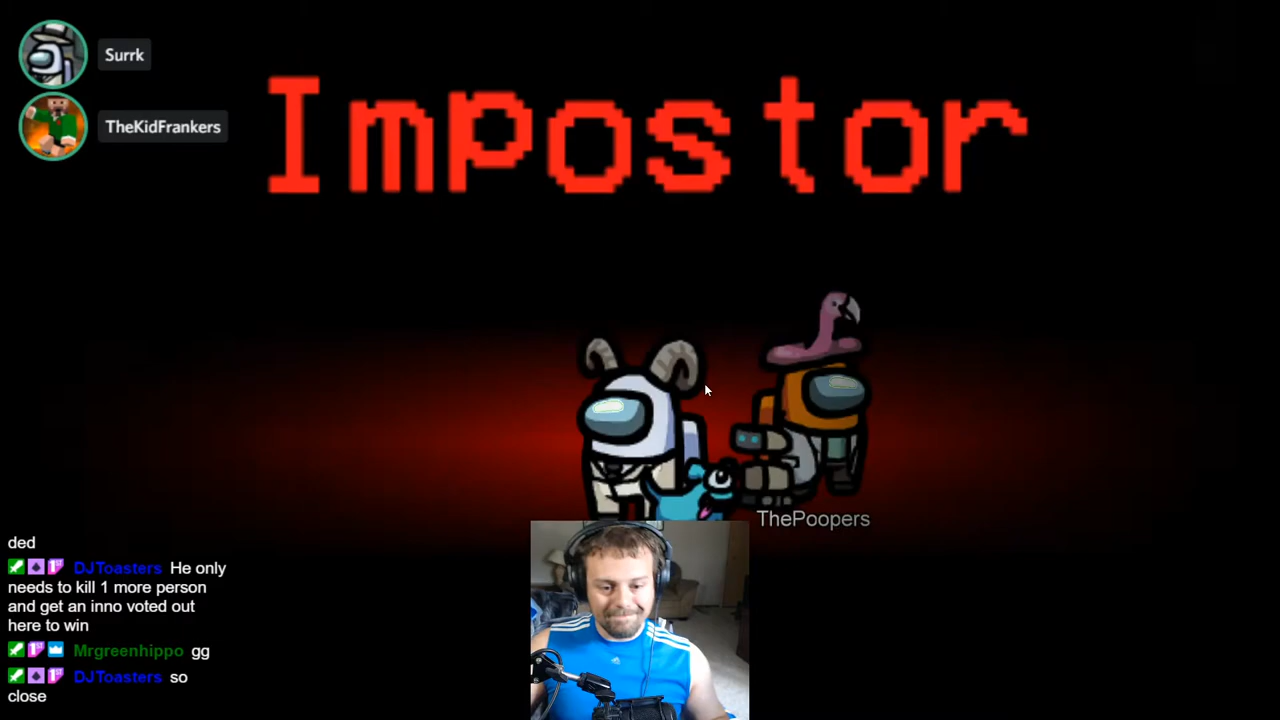 Surrk
Impostor
TheKidFrankers
ThePoopers
ded
DJToasters He only
needs to kill 1 more person
and get an inno voted out
here to win
Mrgreenhippo gg
DJToasters so
close